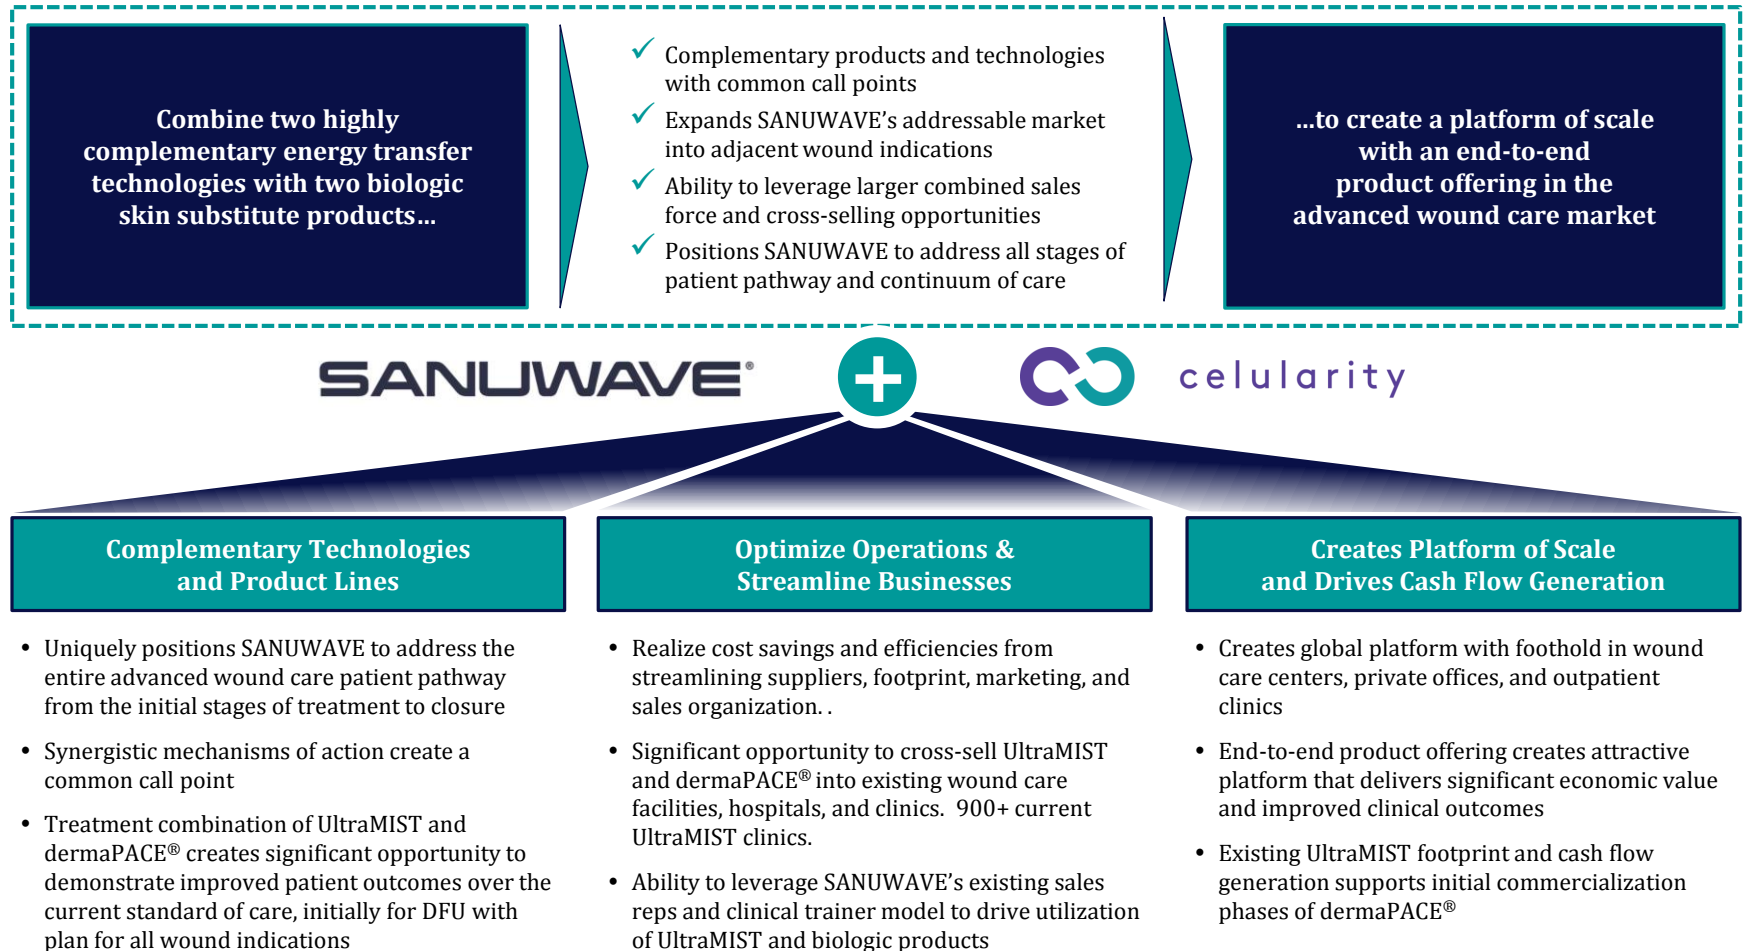 Combine two highly
complementary energy transfer
technologies with two biologic
skin substitute products…
✓ Complementary products and technologies
with common call points
✓ Expands SANUWAVE’s addressable market
into adjacent wound indications
✓ Ability to leverage larger combined sales
force and cross-selling opportunities
✓ Positions SANUWAVE to address all stages of
patient pathway and continuum of care
…to create a platform of scale
with an end-to-end
product offering in the
advanced wound care market
SANUWAVE®
+
celularity
Complementary Technologies
and Product Lines
• Uniquely positions SANUWAVE to address the
entire advanced wound care patient pathway
from the initial stages of treatment to closure
• Synergistic mechanisms of action create a
common call point
• Treatment combination of UltraMIST and
dermaPACE® creates significant opportunity to
demonstrate improved patient outcomes over the
current standard of care, initially for DFU with
plan for all wound indications
Optimize Operations &
Streamline Businesses
• Realize cost savings and efficiencies from
streamlining suppliers, footprint, marketing, and
sales organization. .
• Significant opportunity to cross-sell UltraMIST
and dermaPACE® into existing wound care
facilities, hospitals, and clinics.  900+ current
UltraMIST clinics.
• Ability to leverage SANUWAVE’s existing sales
reps and clinical trainer model to drive utilization
of UltraMIST and biologic products
Creates Platform of Scale
and Drives Cash Flow Generation
• Creates global platform with foothold in wound
care centers, private offices, and outpatient
clinics
• End-to-end product offering creates attractive
platform that delivers significant economic value
and improved clinical outcomes
• Existing UltraMIST footprint and cash flow
generation supports initial commercialization
phases of dermaPACE®